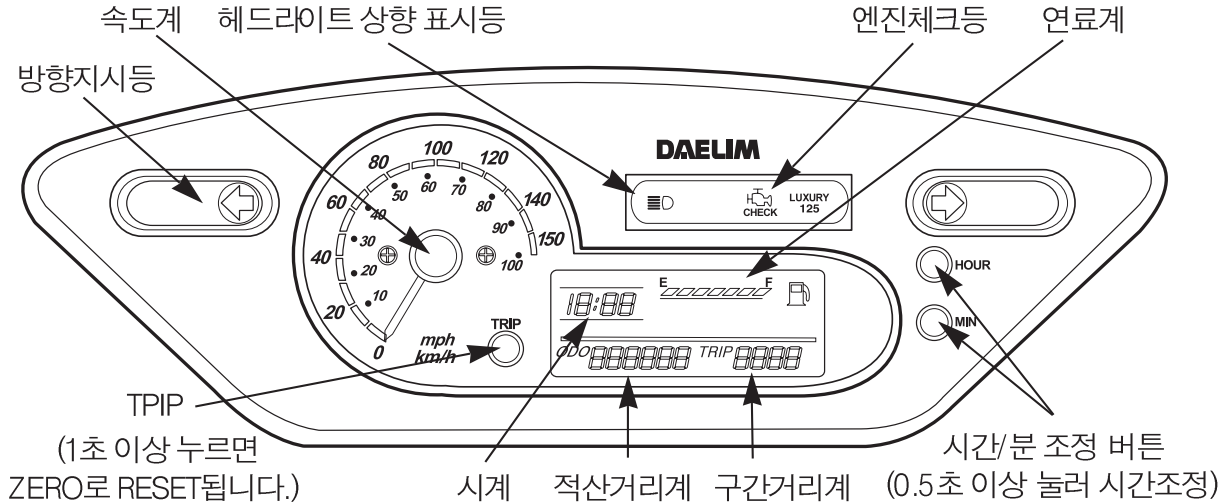 속도계 헤드라이트 상향 표시등 엔진체크등 연료계
방향지시등
DAELIM
CHECK
LUXURY
125
0
20
40
60
80
100
120
140
150
10
20
30
40
50
60
70
80
90
100
mph
km/h
TRIP
E F
18:88
ODO 888888 TRIP 8888
HOUR
MIN
TPIP
(1초 이상 누르면
ZERO로 RESET됩니다.)
시계 적산거리계 구간거리계
시간/분 조정 버튼
(0.5초 이상 눌러 시간조정)